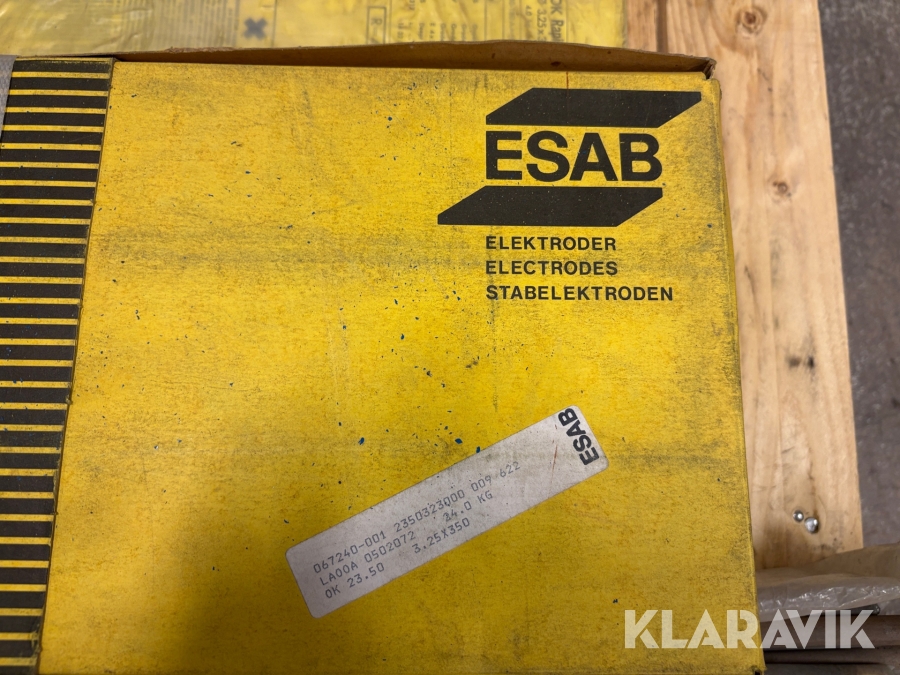 OK
ESAB
ELEKTRODER
ELECTRODES
STABELEKTRODEN
ESAB
067240-001 2350323000 009 622
LA00A 0502072 24.0 KG
OK 23.50 3.25X350
KLARAVIK